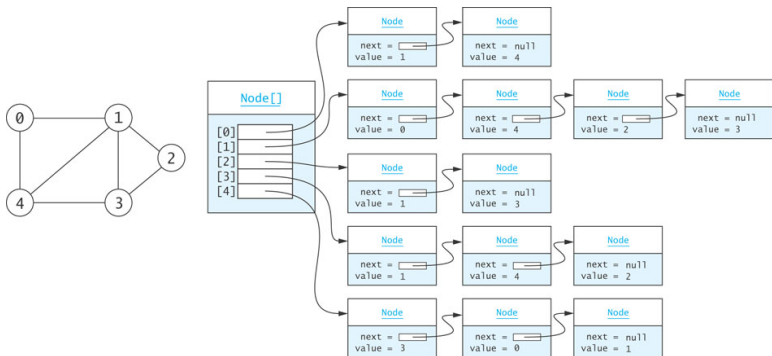 0
1
2
3
4
Node[]
[0]
[1]
[2]
[3]
[4]
Node
next =
value = 1
Node
next = null
value = 4
Node
next =
value = 0
Node
next =
value = 4
Node
next =
value = 2
Node
next = null
value = 3
Node
next =
value = 1
Node
next = null
value = 3
Node
next =
value = 1
Node
next =
value = 4
Node
next = null
value = 2
Node
next =
value = 3
Node
next =
value = 0
Node
next = null
value = 1